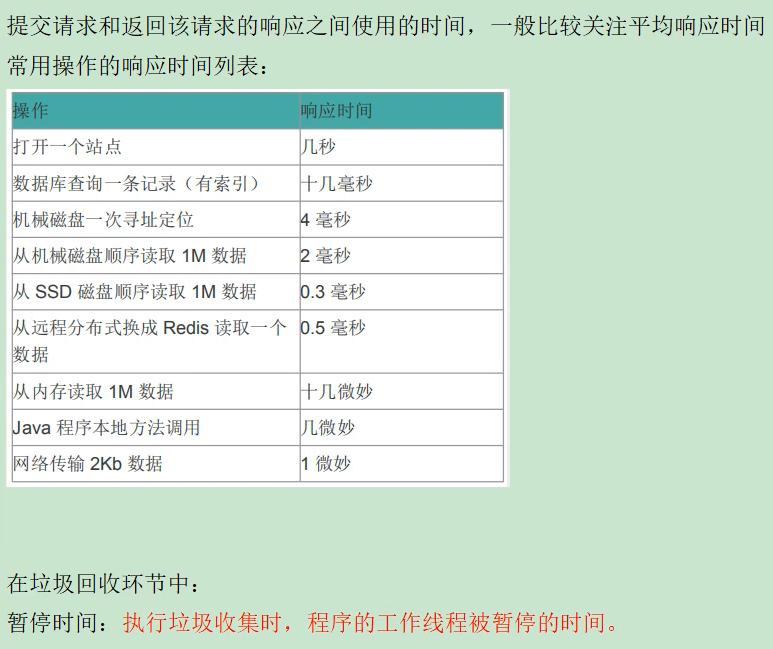 提交请求和返回该请求的响应之间使用的时间，一般比较关注平均响应时间
常用操作的响应时间列表：
操作 响应时间
打开一个站点 几秒
数据库查询一条记录（有索引） 十几毫秒
机械磁盘一次寻址定位 4 毫秒
从机械磁盘顺序读取 1M 数据 2 毫秒
从 SSD 磁盘顺序读取 1M 数据 0.3 毫秒
从远程分布式换成 Redis 读取一个 0.5 毫秒
数据
从内存读取 1M 数据 十几微妙
Java 程序本地方法调用 几微妙
网络传输 2Kb 数据 1 微妙
在垃圾回收环节中：
暂停时间：执行垃圾收集时，程序的工作线程被暂停的时间。